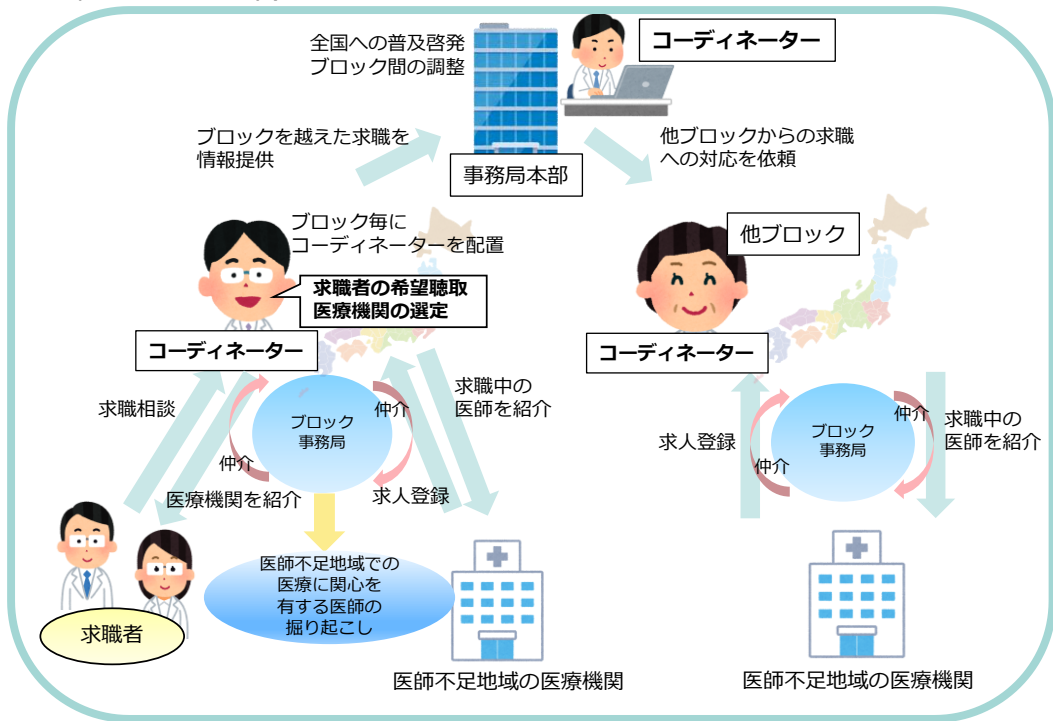 全国への普及啓発
ブロック間の調整
コーディネーター
ブロックを越えた求職を
情報提供
他ブロックからの求職
への対応を依頼
事務局本部
ブロック毎に
コーディネーターを配置
他ブロック
求職者の希望聴取
医療機関の選定
コーディネーター
コーディネーター
求職相談
仲介
求職中の
医師を紹介
ブロック
事務局
仲介
医療機関を紹介
求人登録
求人登録
仲介
求職中の
医師を紹介
ブロック
事務局
仲介
医師不足地域での
医療に関心を
有する医師の
掘り起こし
求職者
医師不足地域の医療機関
医師不足地域の医療機関